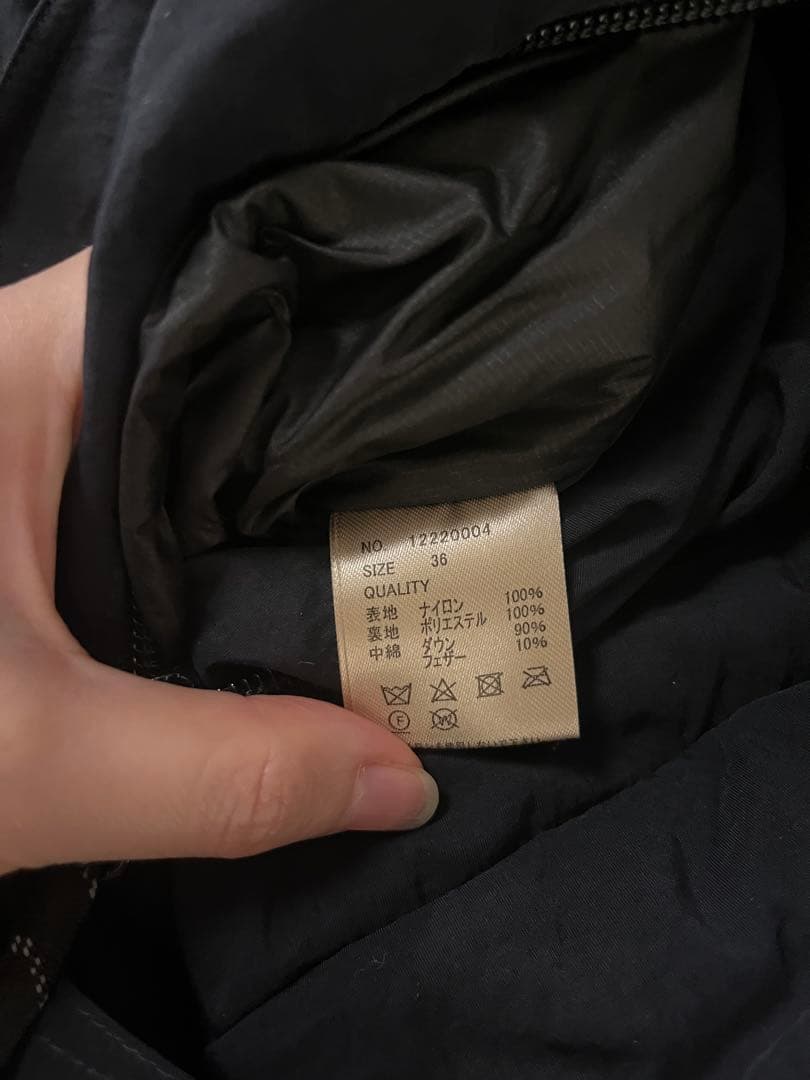 NO. 12220004
SIZE 36
QUALITY
表地 ナイロン 100%
裏地 ポリエステル 100%
中綿 ダウン 90%
フェザー 10%
F
W